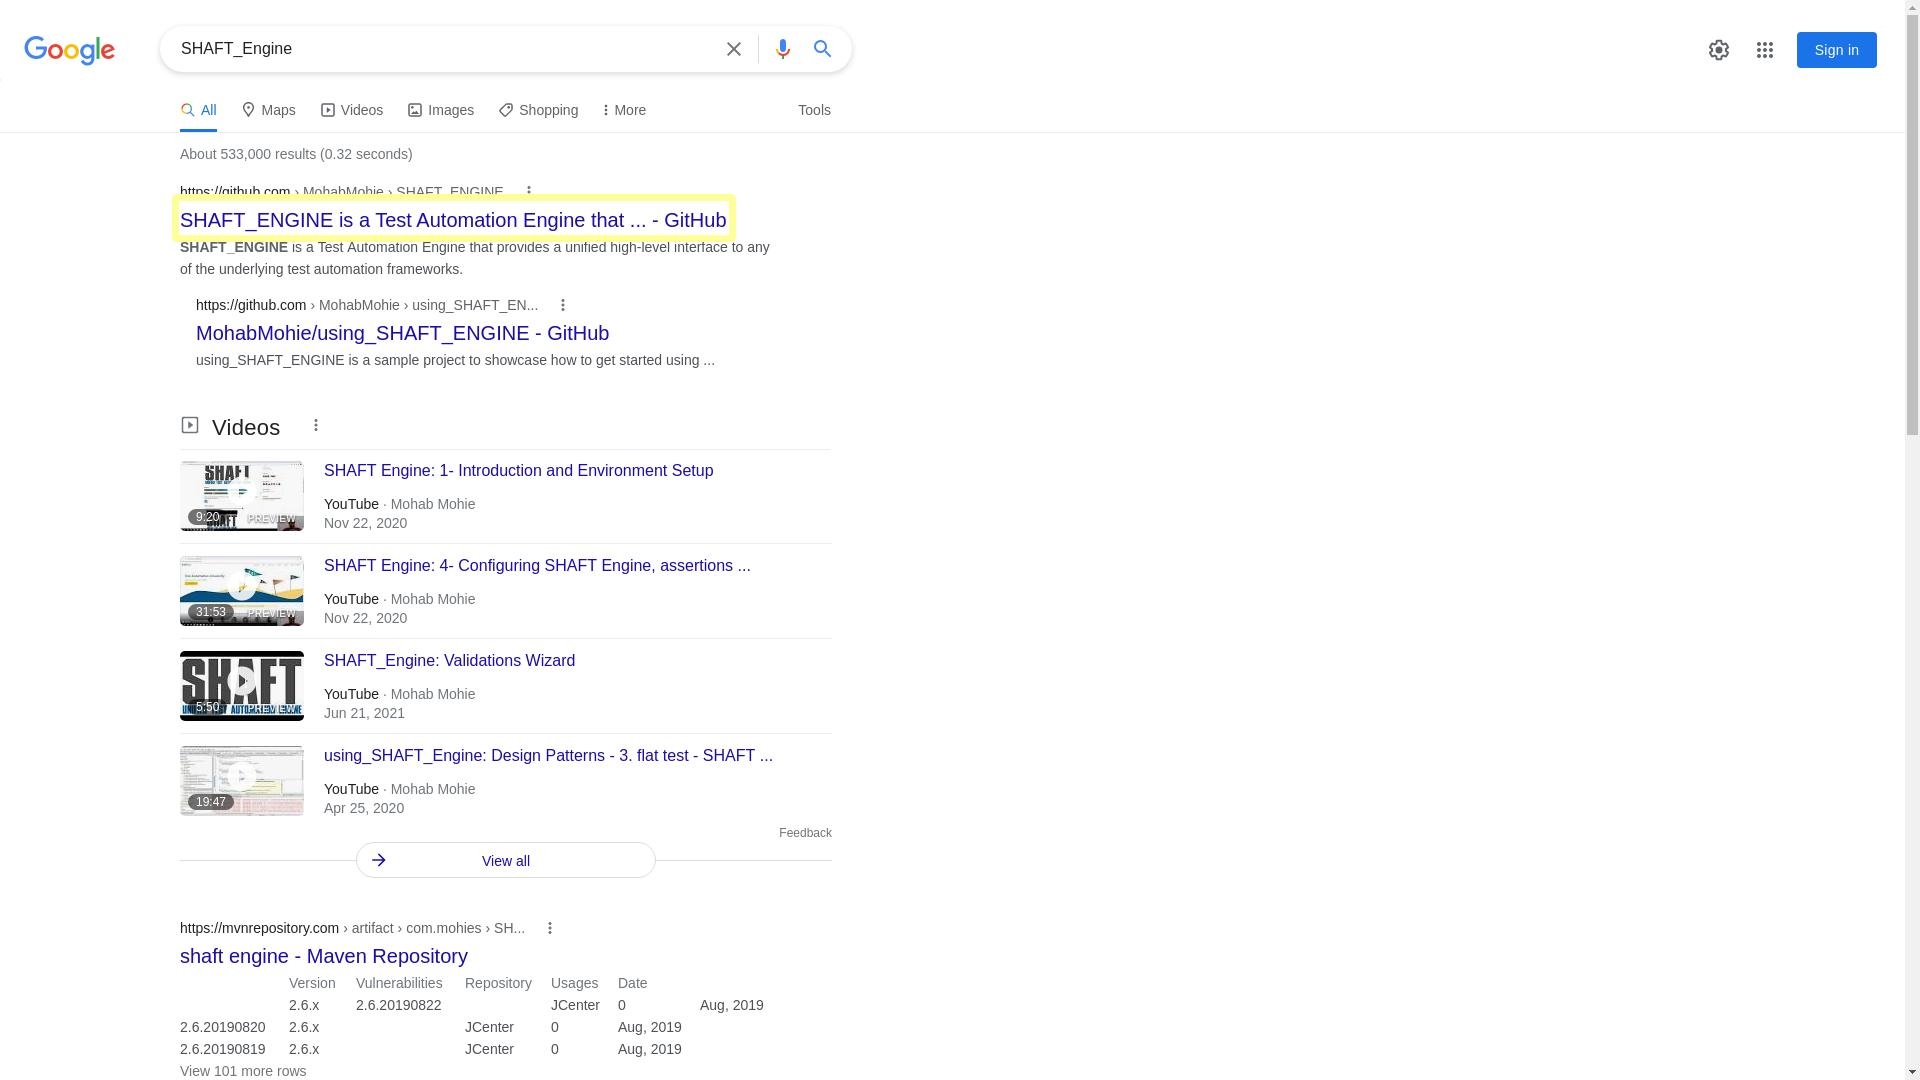 Google
SHAFT_Engine
Sign in
All Maps Videos Images Shopping More Tools
About 533,000 results (0.32 seconds)
https://github.com › MohabMohie › SHAFT_ENGINE
SHAFT_ENGINE is a Test Automation Engine that ... - GitHub
SHAFT_ENGINE is a Test Automation Engine that provides a unified high-level interface to any
of the underlying test automation frameworks.
https://github.com › MohabMohie › using_SHAFT_EN...
MohabMohie/using_SHAFT_ENGINE - GitHub
using_SHAFT_ENGINE is a sample project to showcase how to get started using ...
Videos
SHAFT
9:20 PREVIEW
SHAFT Engine: 1- Introduction and Environment Setup
YouTube · Mohab Mohie
Nov 22, 2020
31:53 PREVIEW
SHAFT Engine: 4- Configuring SHAFT Engine, assertions ...
YouTube · Mohab Mohie
Nov 22, 2020
SHAFT
5:50 PREVIEW
SHAFT_Engine: Validations Wizard
YouTube · Mohab Mohie
Jun 21, 2021
19:47
using_SHAFT_Engine: Design Patterns - 3. flat test - SHAFT ...
YouTube · Mohab Mohie
Apr 25, 2020
Feedback
View all
https://mvnrepository.com › artifact › com.mohies › SH...
shaft engine - Maven Repository
Version Vulnerabilities Repository Usages Date
2.6.x 2.6.20190822 JCenter 0 Aug, 2019
2.6.20190820 2.6.x JCenter 0 Aug, 2019
2.6.20190819 2.6.x JCenter 0 Aug, 2019
View 101 more rows